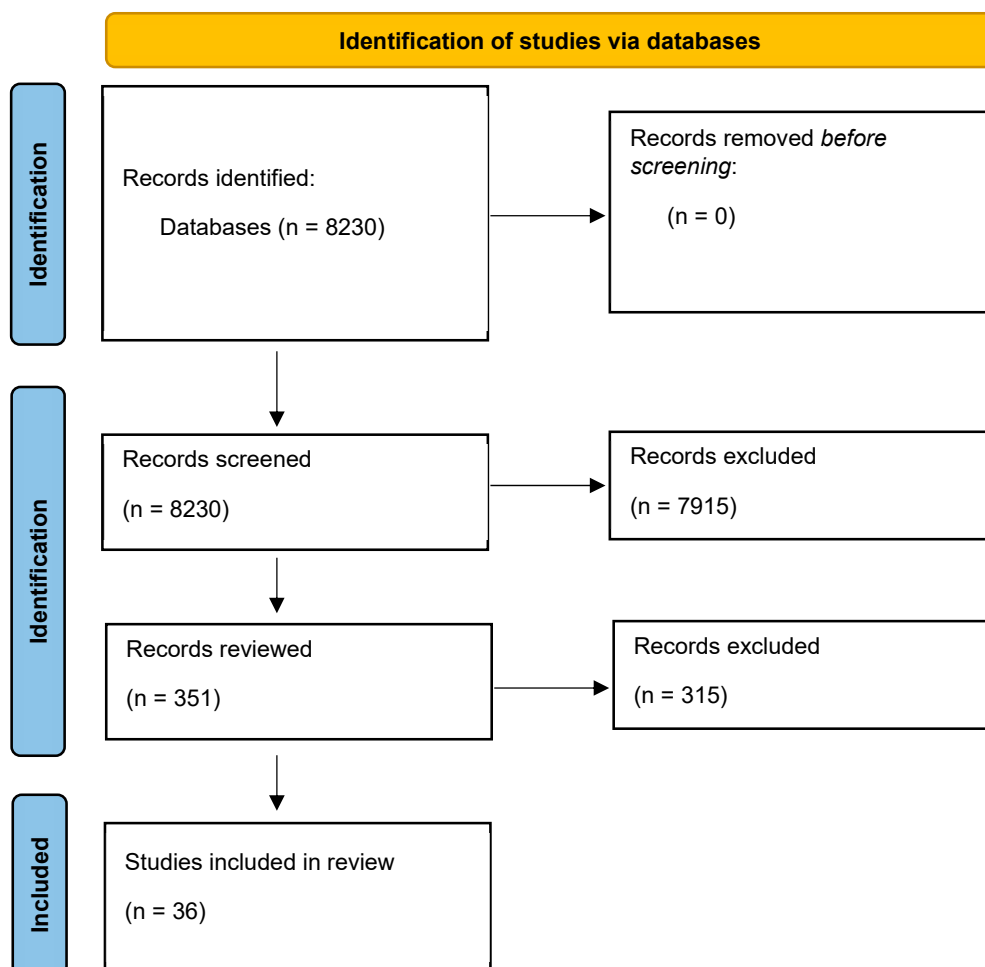 Identification of studies via databases
Identification
Records identified:
Databases (n = 8230)
Records removed before
screening:
(n = 0)
Identification
Records screened
(n = 8230)
Records excluded
(n = 7915)
Records reviewed
(n = 351)
Records excluded
(n = 315)
Included
Studies included in review
(n = 36)